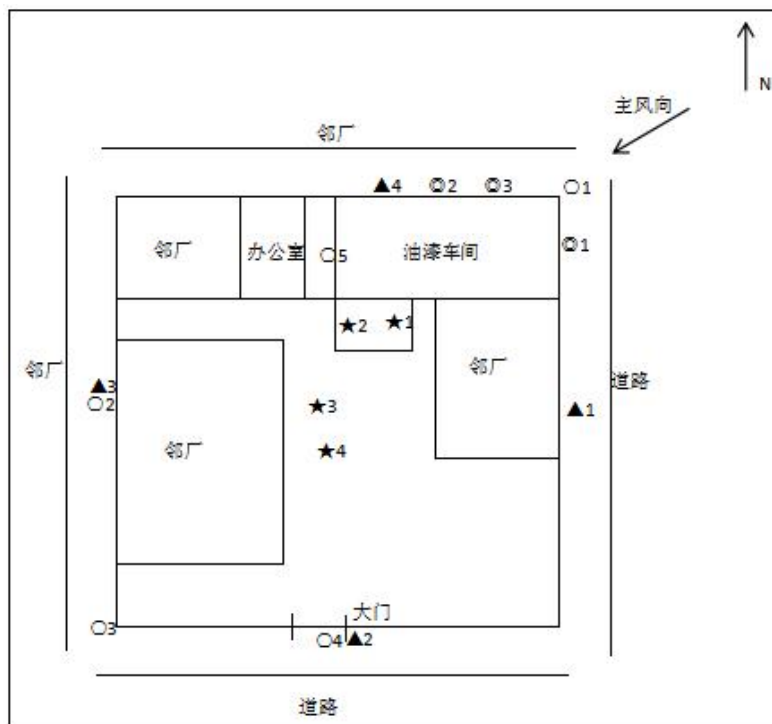 N
主风向
邻厂
▲4 ◎2 ◎3 ○1
邻厂 办公室 ○5 油漆车间 ◎1
★2 ★1
邻厂
邻厂 道路
▲3
○2 ★3 ▲1
邻厂 ★4
大门
○3 ○4 ▲2
道路